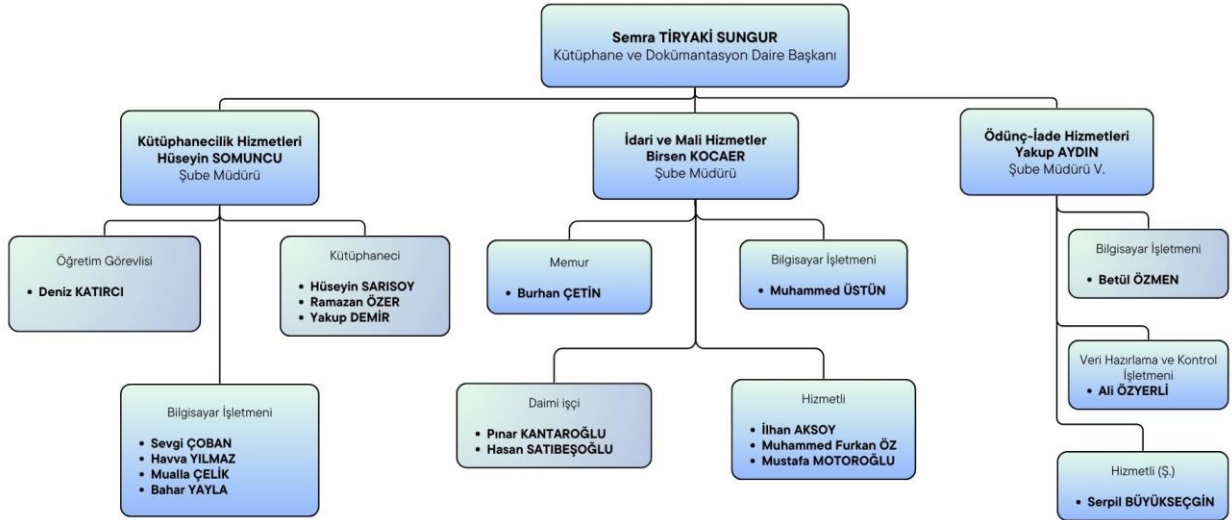 Semra TİRYAKİ SUNGUR
Kütüphane ve Dokümantasyon Daire Başkanı
Kütüphanecilik Hizmetleri
Hüseyin SOMUNCU
Şube Müdürü
İdari ve Mali Hizmetler
Birsen KOCAER
Şube Müdürü
Ödünç-İade Hizmetleri
Yakup AYDIN
Şube Müdürü V.
Öğretim Görevlisi
• Deniz KATIRCI
Kütüphaneci
• Hüseyin SARISOY
• Ramazan ÖZER
• Yakup DEMİR
Memur
• Burhan ÇETİN
Bilgisayar İşletmeni
• Muhammed ÜSTÜN
Bilgisayar İşletmeni
• Betül ÖZMEN
Veri Hazırlama ve Kontrol
İşletmeni
• Ali ÖZYERLİ
Bilgisayar İşletmeni
• Sevgi ÇOBAN
• Havva YILMAZ
• Mualla ÇELİK
• Bahar YAYLA
Daimi işçi
• Pınar KANTAROĞLU
• Hasan SATIBEŞOĞLU
Hizmetli
• İlhan AKSOY
• Muhammed Furkan ÖZ
• Mustafa MOTOROĞLU
Hizmetli (Ş.)
• Serpil BÜYÜKSEÇGİN